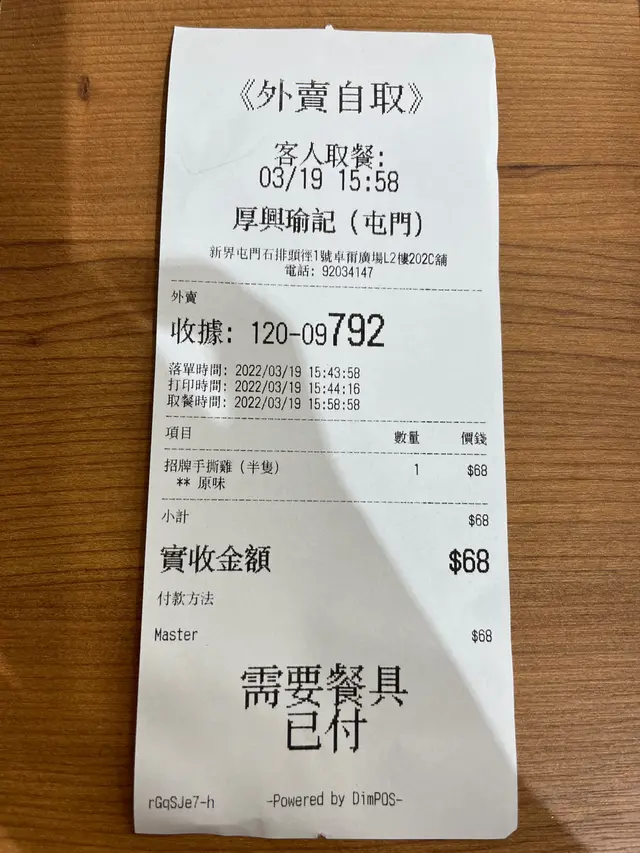 《外賣自取》
客人取餐:
03/19 15:58
厚興瑜記 (屯門)
新界屯門石排頭徑1號卓爾廣場L2樓202C舖
電話: 92034147
外賣
收據: 120-09792
落單時間: 2022/03/19 15:43:58
打印時間: 2022/03/19 15:44:16
取餐時間: 2022/03/19 15:58:58
項目 數量 價錢
招牌手撕雞 (半隻) 1 $68
** 原味
小計 $68
實收金額 $68
付款方法
Master $68
需要餐具
已付
rGqSJe7-h -Powered by DimPOS-